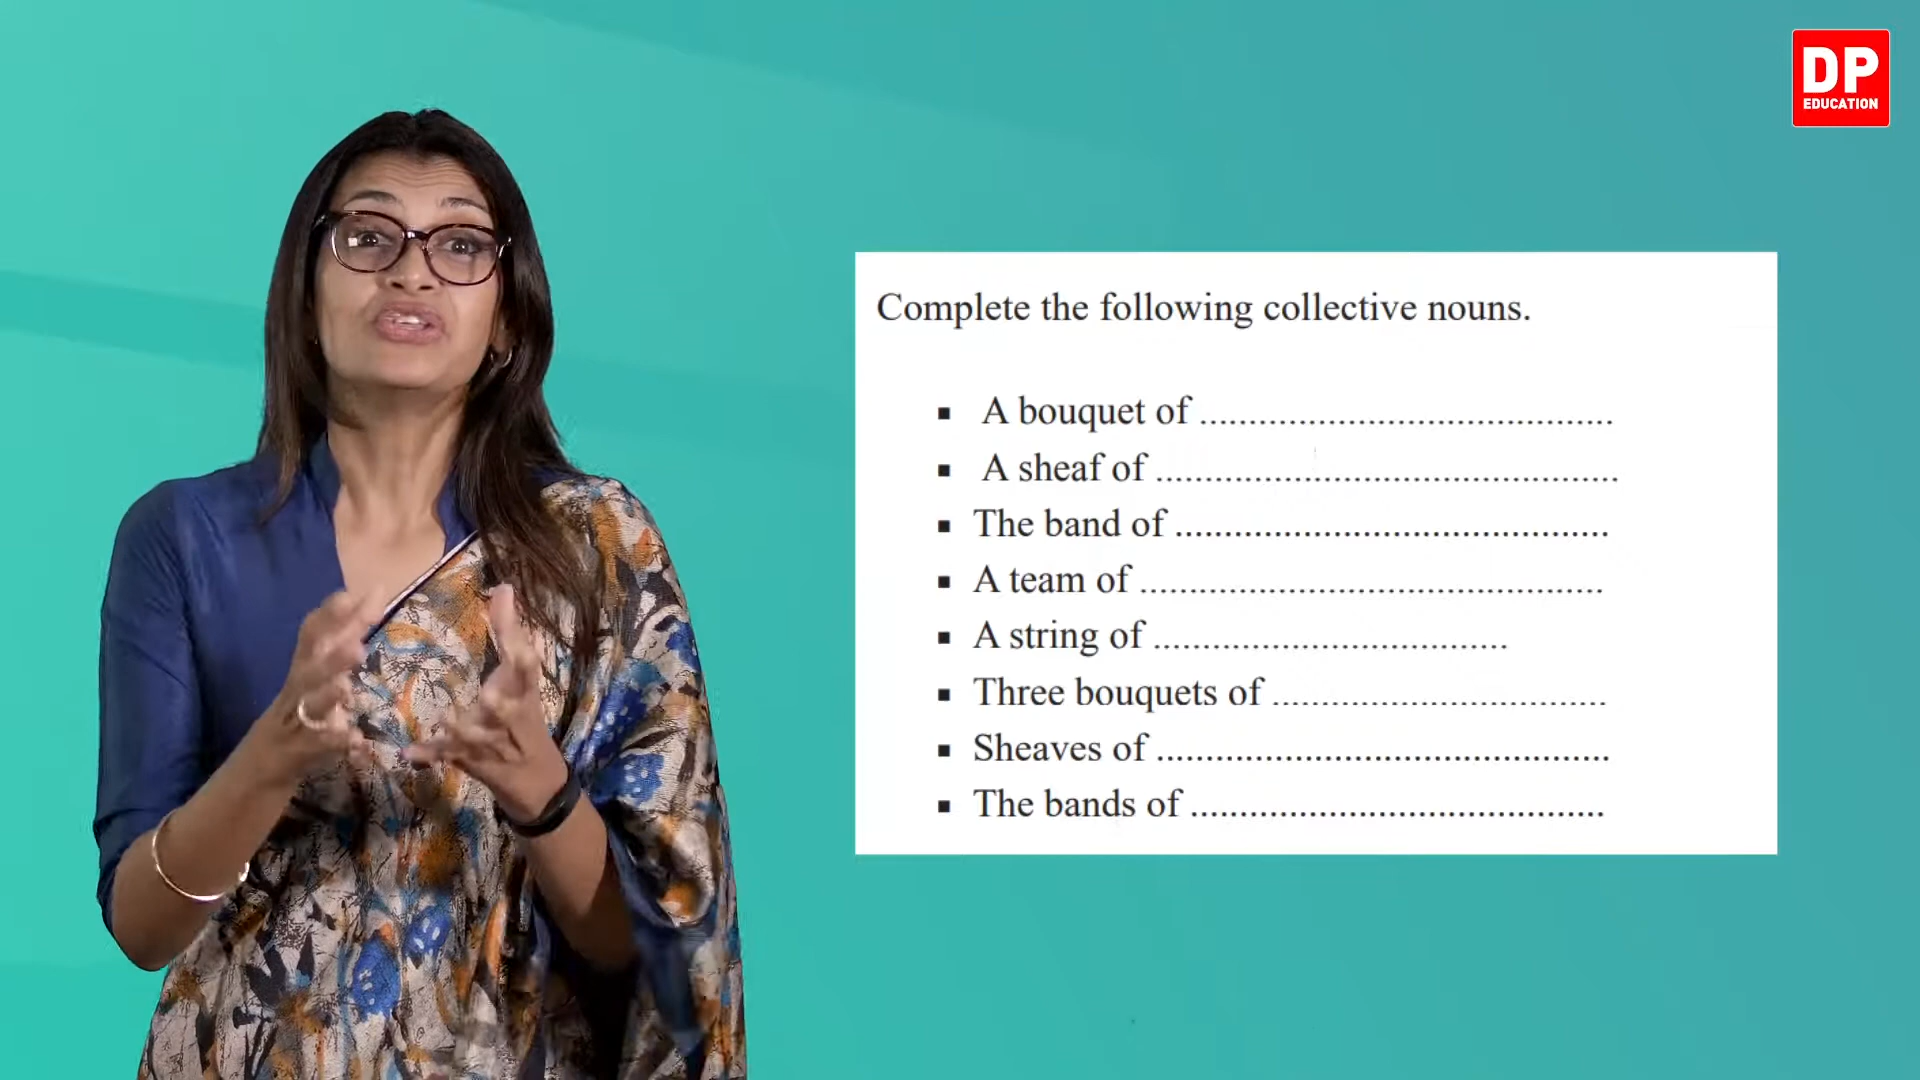 DP
EDUCATION
Complete the following collective nouns.
▪ A bouquet of ..........................................
▪ A sheaf of ...............................................
▪ The band of ............................................
▪ A team of ...............................................
▪ A string of ....................................
▪ Three bouquets of ..................................
▪ Sheaves of ..............................................
▪ The bands of ..........................................